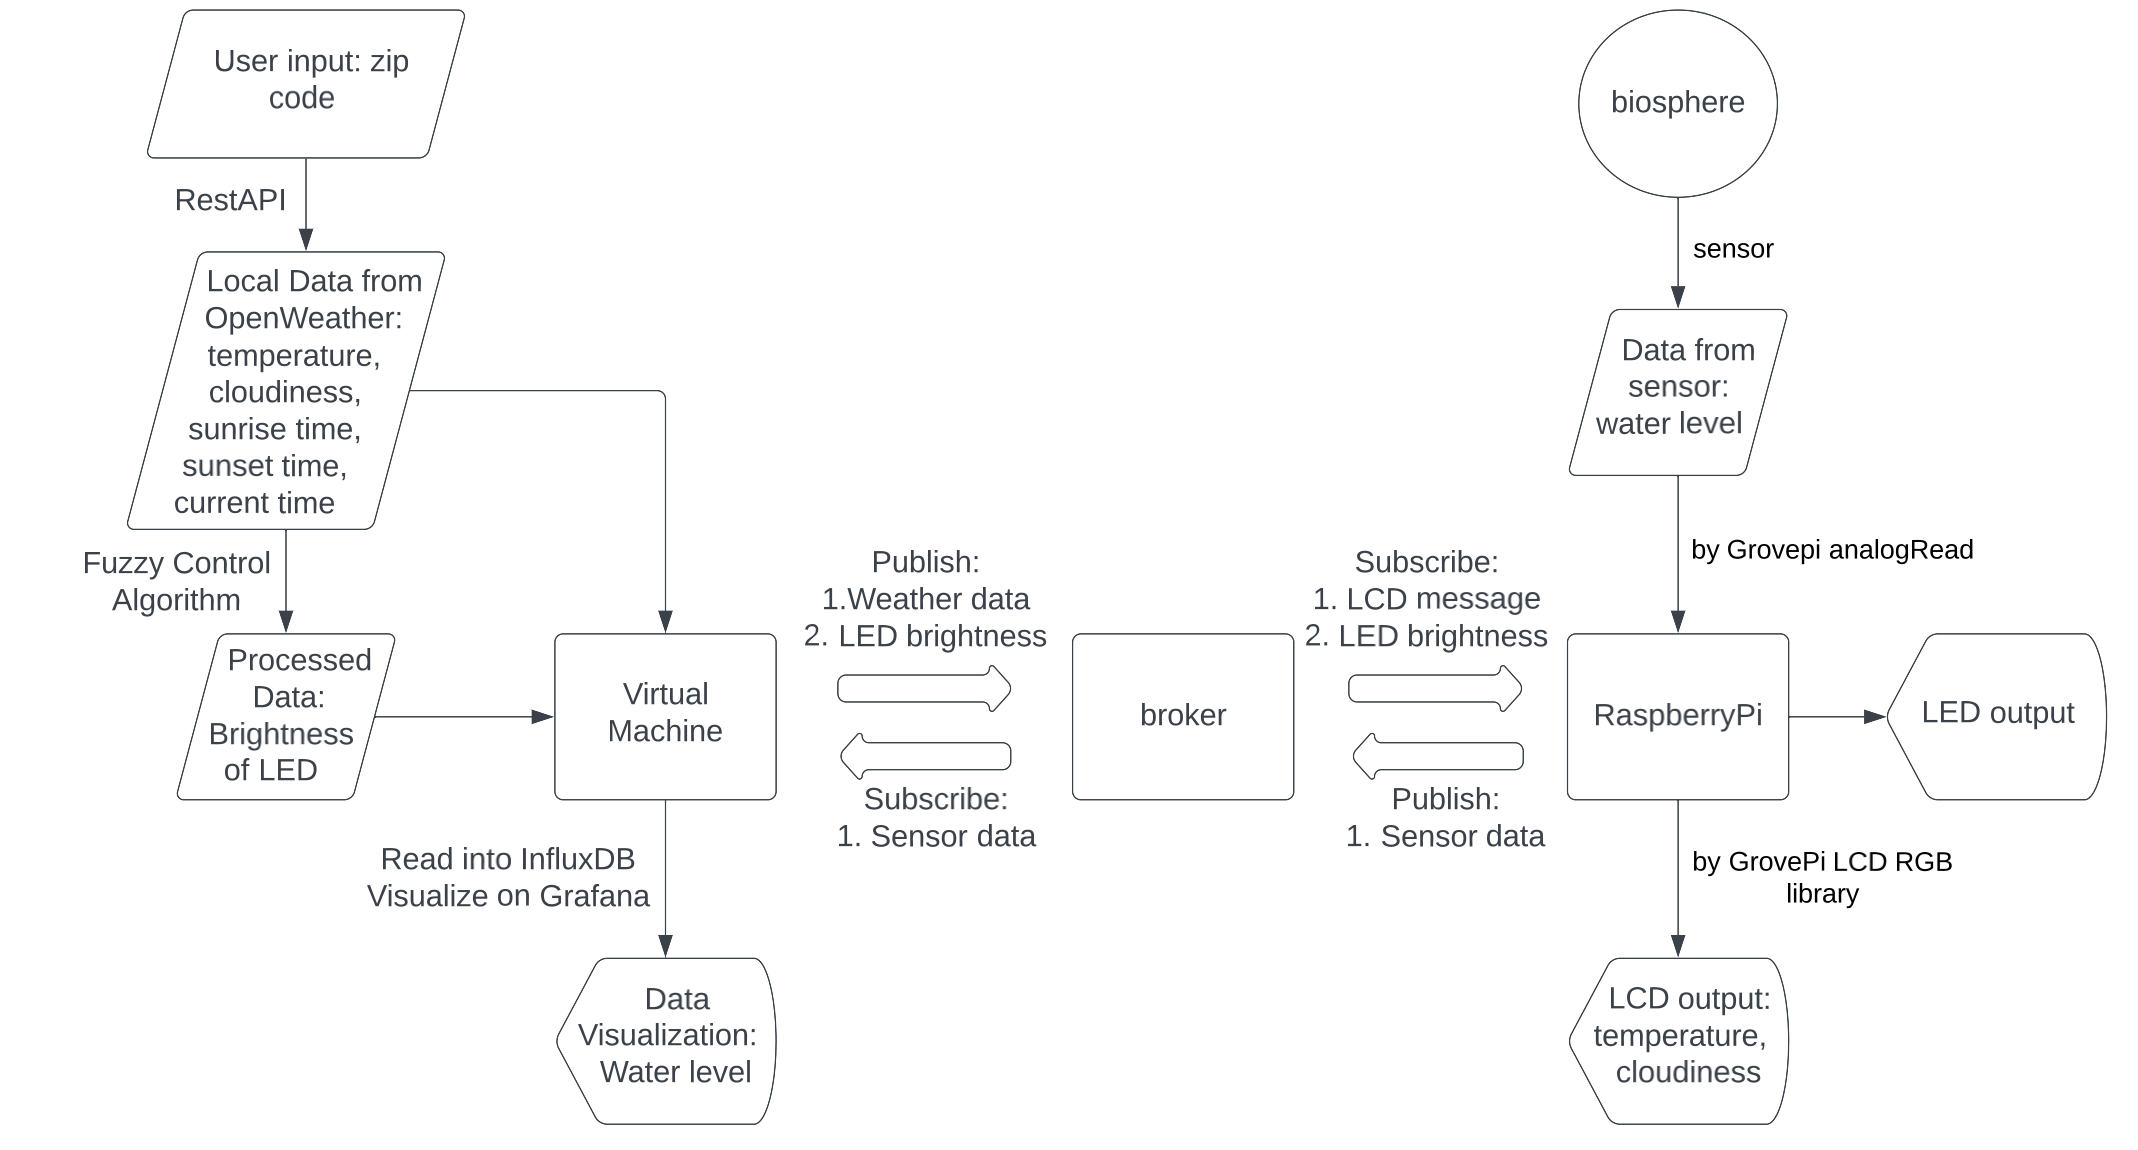 User input: zip
code
RestAPI
Local Data from
OpenWeather:
temperature,
cloudiness,
sunrise time,
sunset time,
current time
Fuzzy Control
Algorithm
Processed
Data:
Brightness
of LED
Virtual
Machine
Read into InfluxDB
Visualize on Grafana
Data
Visualization:
Water level
Publish:
1.Weather data
2. LED brightness
Subscribe:
1. Sensor data
broker
Subscribe:
1. LCD message
2. LED brightness
Publish:
1. Sensor data
biosphere
sensor
Data from
sensor:
water level
by Grovepi analogRead
RaspberryPi
LED output
by GrovePi LCD RGB
library
LCD output:
temperature,
cloudiness